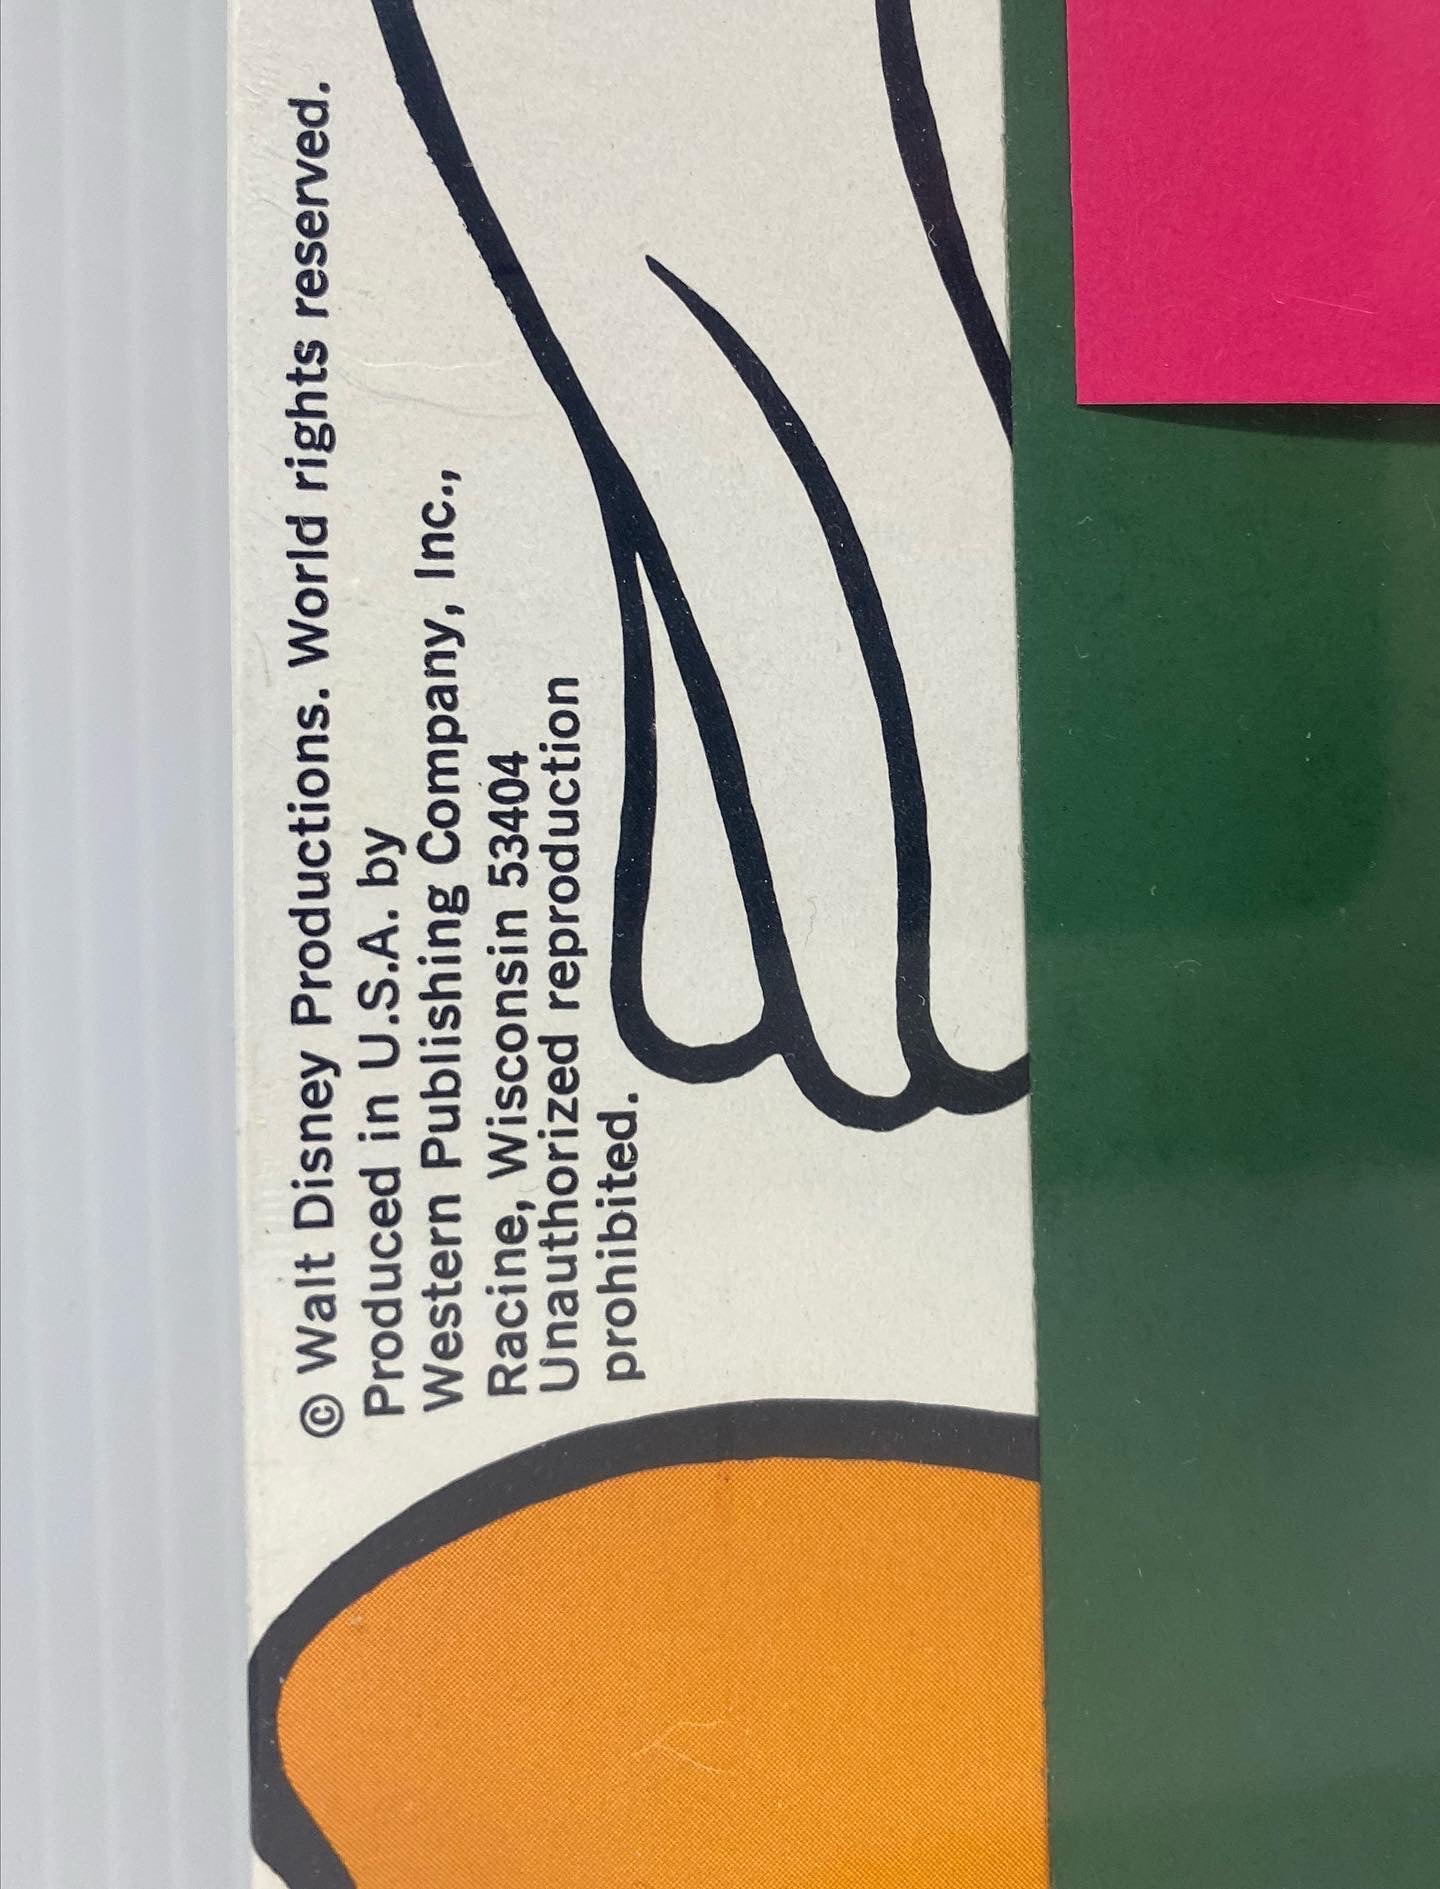 © Walt Disney Productions. World rights reserved.
Produced in U.S.A. by
Western Publishing Company, Inc.,
Racine, Wisconsin 53404
Unauthorized reproduction
prohibited.